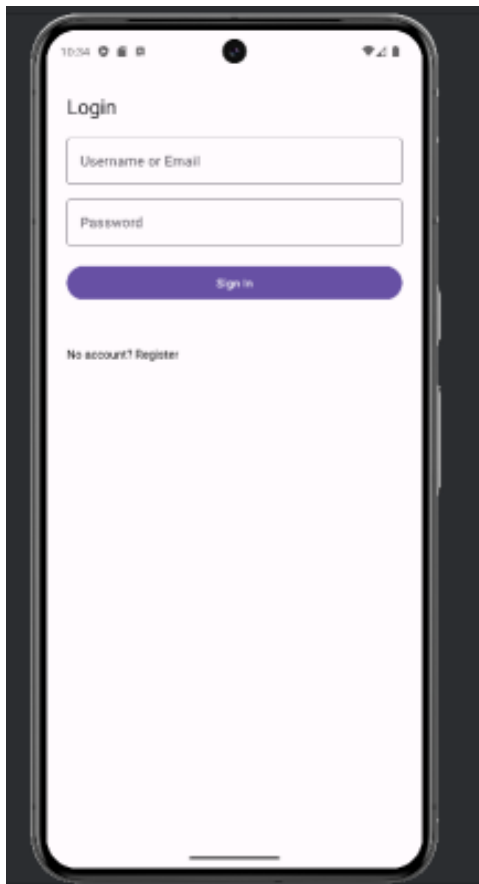 10:34
Login
Username or Email
Password
Sign In
No account? Register